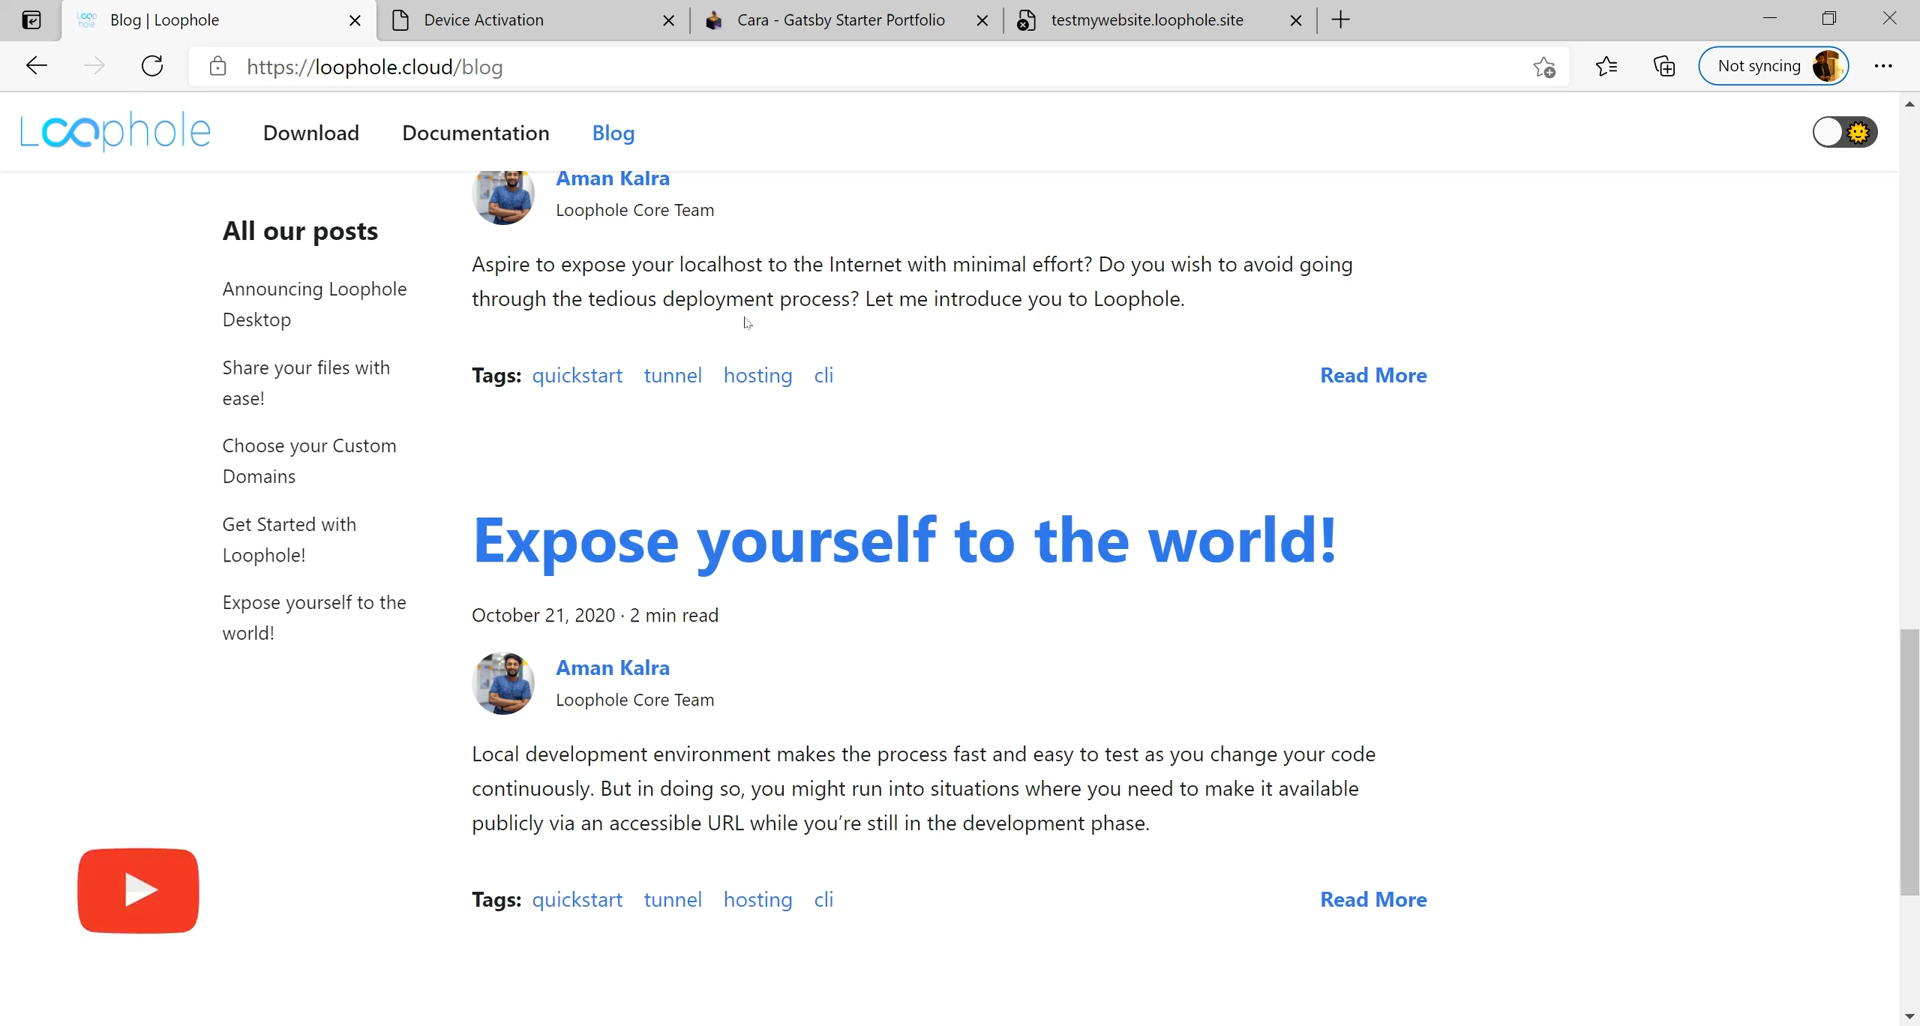 Blog | Loophole
Device Activation
Cara - Gatsby Starter Portfolio
testmywebsite.loophole.site
https://loophole.cloud/blog
Not syncing
Loophole
Download
Documentation
Blog
All our posts
Announcing Loophole
Desktop
Share your files with
ease!
Choose your Custom
Domains
Get Started with
Loophole!
Expose yourself to the
world!
Aman Kalra
Loophole Core Team
Aspire to expose your localhost to the Internet with minimal effort? Do you wish to avoid going
through the tedious deployment process? Let me introduce you to Loophole.
Tags: quickstart tunnel hosting cli
Read More
Expose yourself to the world!
October 21, 2020 · 2 min read
Aman Kalra
Loophole Core Team
Local development environment makes the process fast and easy to test as you change your code
continuously. But in doing so, you might run into situations where you need to make it available
publicly via an accessible URL while you’re still in the development phase.
Tags: quickstart tunnel hosting cli
Read More